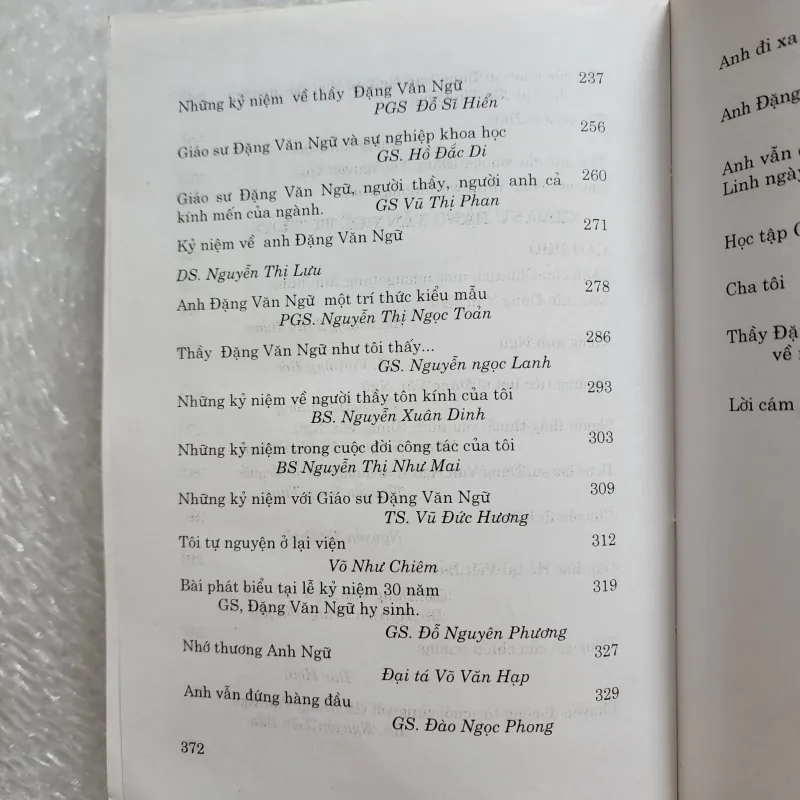 Những kỷ niệm về thầy Đặng Văn Ngữ 237
PGS Đỗ Sĩ Hiển
Giáo sư Đặng Văn Ngữ và sự nghiệp khoa học 256
GS. Hồ Đắc Di
Giáo sư Đặng Văn Ngữ, người thầy, người anh cả 260
kính mến của ngành. GS Vũ Thị Phan
Kỷ niệm về anh Đặng Văn Ngữ 271
DS. Nguyễn Thị Lưu
Anh Đặng Văn Ngữ một trí thức kiểu mẫu 278
PGS. Nguyễn Thị Ngọc Toản
Thầy Đặng Văn Ngữ như tôi thấy... 286
GS. Nguyễn ngọc Lanh
Những kỷ niệm về người thầy tôn kính của tôi 293
BS. Nguyễn Xuân Dinh
Những kỷ niệm trong cuộc đời công tác của tôi 303
BS Nguyễn Thị Như Mai
Những kỷ niệm với Giáo sư Đặng Văn Ngữ 309
TS. Vũ Đức Hương
Tôi tự nguyện ở lại viện 312
Võ Như Chiêm
Bài phát biểu tại lễ kỷ niệm 30 năm 319
GS, Đặng Văn Ngữ hy sinh.
GS. Đỗ Nguyên Phương
Nhớ thương Anh Ngữ 327
Đại tá Võ Văn Hạp
Anh vẫn đứng hàng đầu 329
GS. Đào Ngọc Phong
372
Anh đi xa
Anh Đặng
Anh vẫn
Linh ngày
Học tập
Cha tôi
Thầy Đặ
về
Lời cám